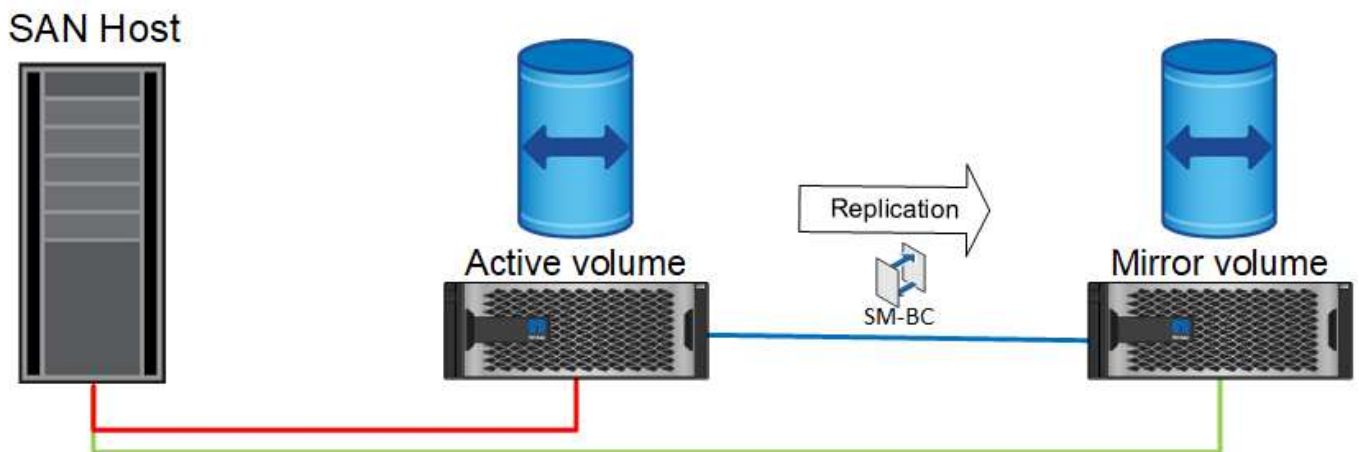 SAN Host
Replication
Active volume
Mirror volume
SM-BC